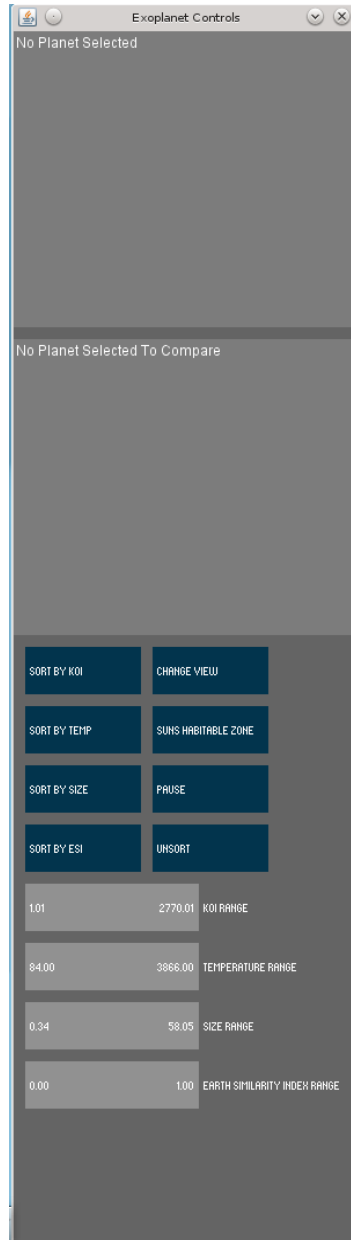 Exoplanet Controls
No Planet Selected
No Planet Selected To Compare
SORT BY KOI CHANGE VIEW
SORT BY TEMP SUNS HABITABLE ZONE
SORT BY SIZE PAUSE
SORT BY ESI UNSORT
1.01 2770.01 KOI RANGE
84.00 3866.00 TEMPERATURE RANGE
0.34 58.05 SIZE RANGE
0.00 1.00 EARTH SIMILARITY INDEX RANGE